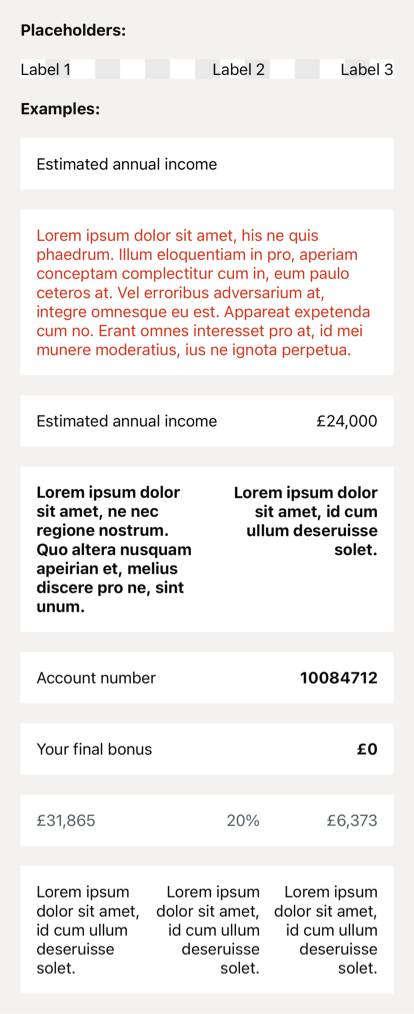 Placeholders:
Label 1 Label 2 Label 3
Examples:
Estimated annual income
Lorem ipsum dolor sit amet, his ne quis
phaedrum. Illum eloquentiam in pro, aperiam
conceptam complectitur cum in, eum paulo
ceteros at. Vel erroribus adversarium at,
integre omnesque eu est. Appareat expetenda
cum no. Erant omnes interesset pro at, id mei
munere moderatius, ius ne ignota perpetua.
Estimated annual income £24,000
Lorem ipsum dolor
sit amet, ne nec
regione nostrum.
Quo altera nusquam
apeirian et, melius
discere pro ne, sint
unum.
Lorem ipsum dolor
sit amet, id cum
ullum deseruisse
solet.
Account number 10084712
Your final bonus £0
£31,865 20% £6,373
Lorem ipsum
dolor sit amet,
id cum ullum
deseruisse
solet.
Lorem ipsum
dolor sit amet,
id cum ullum
deseruisse
solet.
Lorem ipsum
dolor sit amet,
id cum ullum
deseruisse
solet.